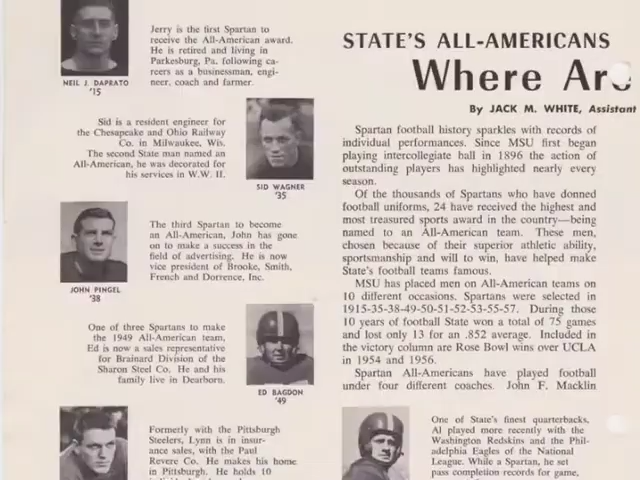 Jerry is the first Spartan to
receive the All-American award.
He is retired and living in
Parkesburg, Pa. following ca-
reers as a businessman, engi-
neer, coach and farmer.
NEIL J. DAPRATO
'15
Sid is a resident engineer for
the Chesapeake and Ohio Railway
Co. in Milwaukee, Wis.
The second State man named an
All-American, he was decorated for
his services in W.W. II.
SID WAGNER
'35
The third Spartan to become
an All-American, John has gone
on to make a success in the
field of advertising. He is now
vice president of Brooke, Smith,
French and Dorrence, Inc.
JOHN PINGEL
'38
One of three Spartans to make
the 1949 All-American team,
Ed is now a sales representative
for Brainard Division of the
Sharon Steel Co. He and his
family live in Dearborn.
ED BAGDON
'49
Formerly with the Pittsburgh
Steelers, Lynn is in insur-
ance sales, with the Paul
Revere Co. He makes his home
in Pittsburgh. He holds 10
STATE'S ALL-AMERICANS
Where Are
By JACK M. WHITE, Assistant
Spartan football history sparkles with records of
individual performances. Since MSU first began
playing intercollegiate ball in 1896 the action of
outstanding players has highlighted nearly every
season.
Of the thousands of Spartans who have donned
football uniforms, 24 have received the highest and
most treasured sports award in the country—being
named to an All-American team. These men,
chosen because of their superior athletic ability,
sportsmanship and will to win, have helped make
State's football teams famous.
MSU has placed men on All-American teams on
10 different occasions. Spartans were selected in
1915-35-38-49-50-51-52-53-55-57. During those
10 years of football State won a total of 75 games
and lost only 13 for an .852 average. Included in
the victory column are Rose Bowl wins over UCLA
in 1954 and 1956.
Spartan All-Americans have played football
under four different coaches. John F. Macklin
One of State's finest quarterbacks,
Al played more recently with the
Washington Redskins and the Phil-
adelphia Eagles of the National
League. While a Spartan, he set
pass completion records for game,